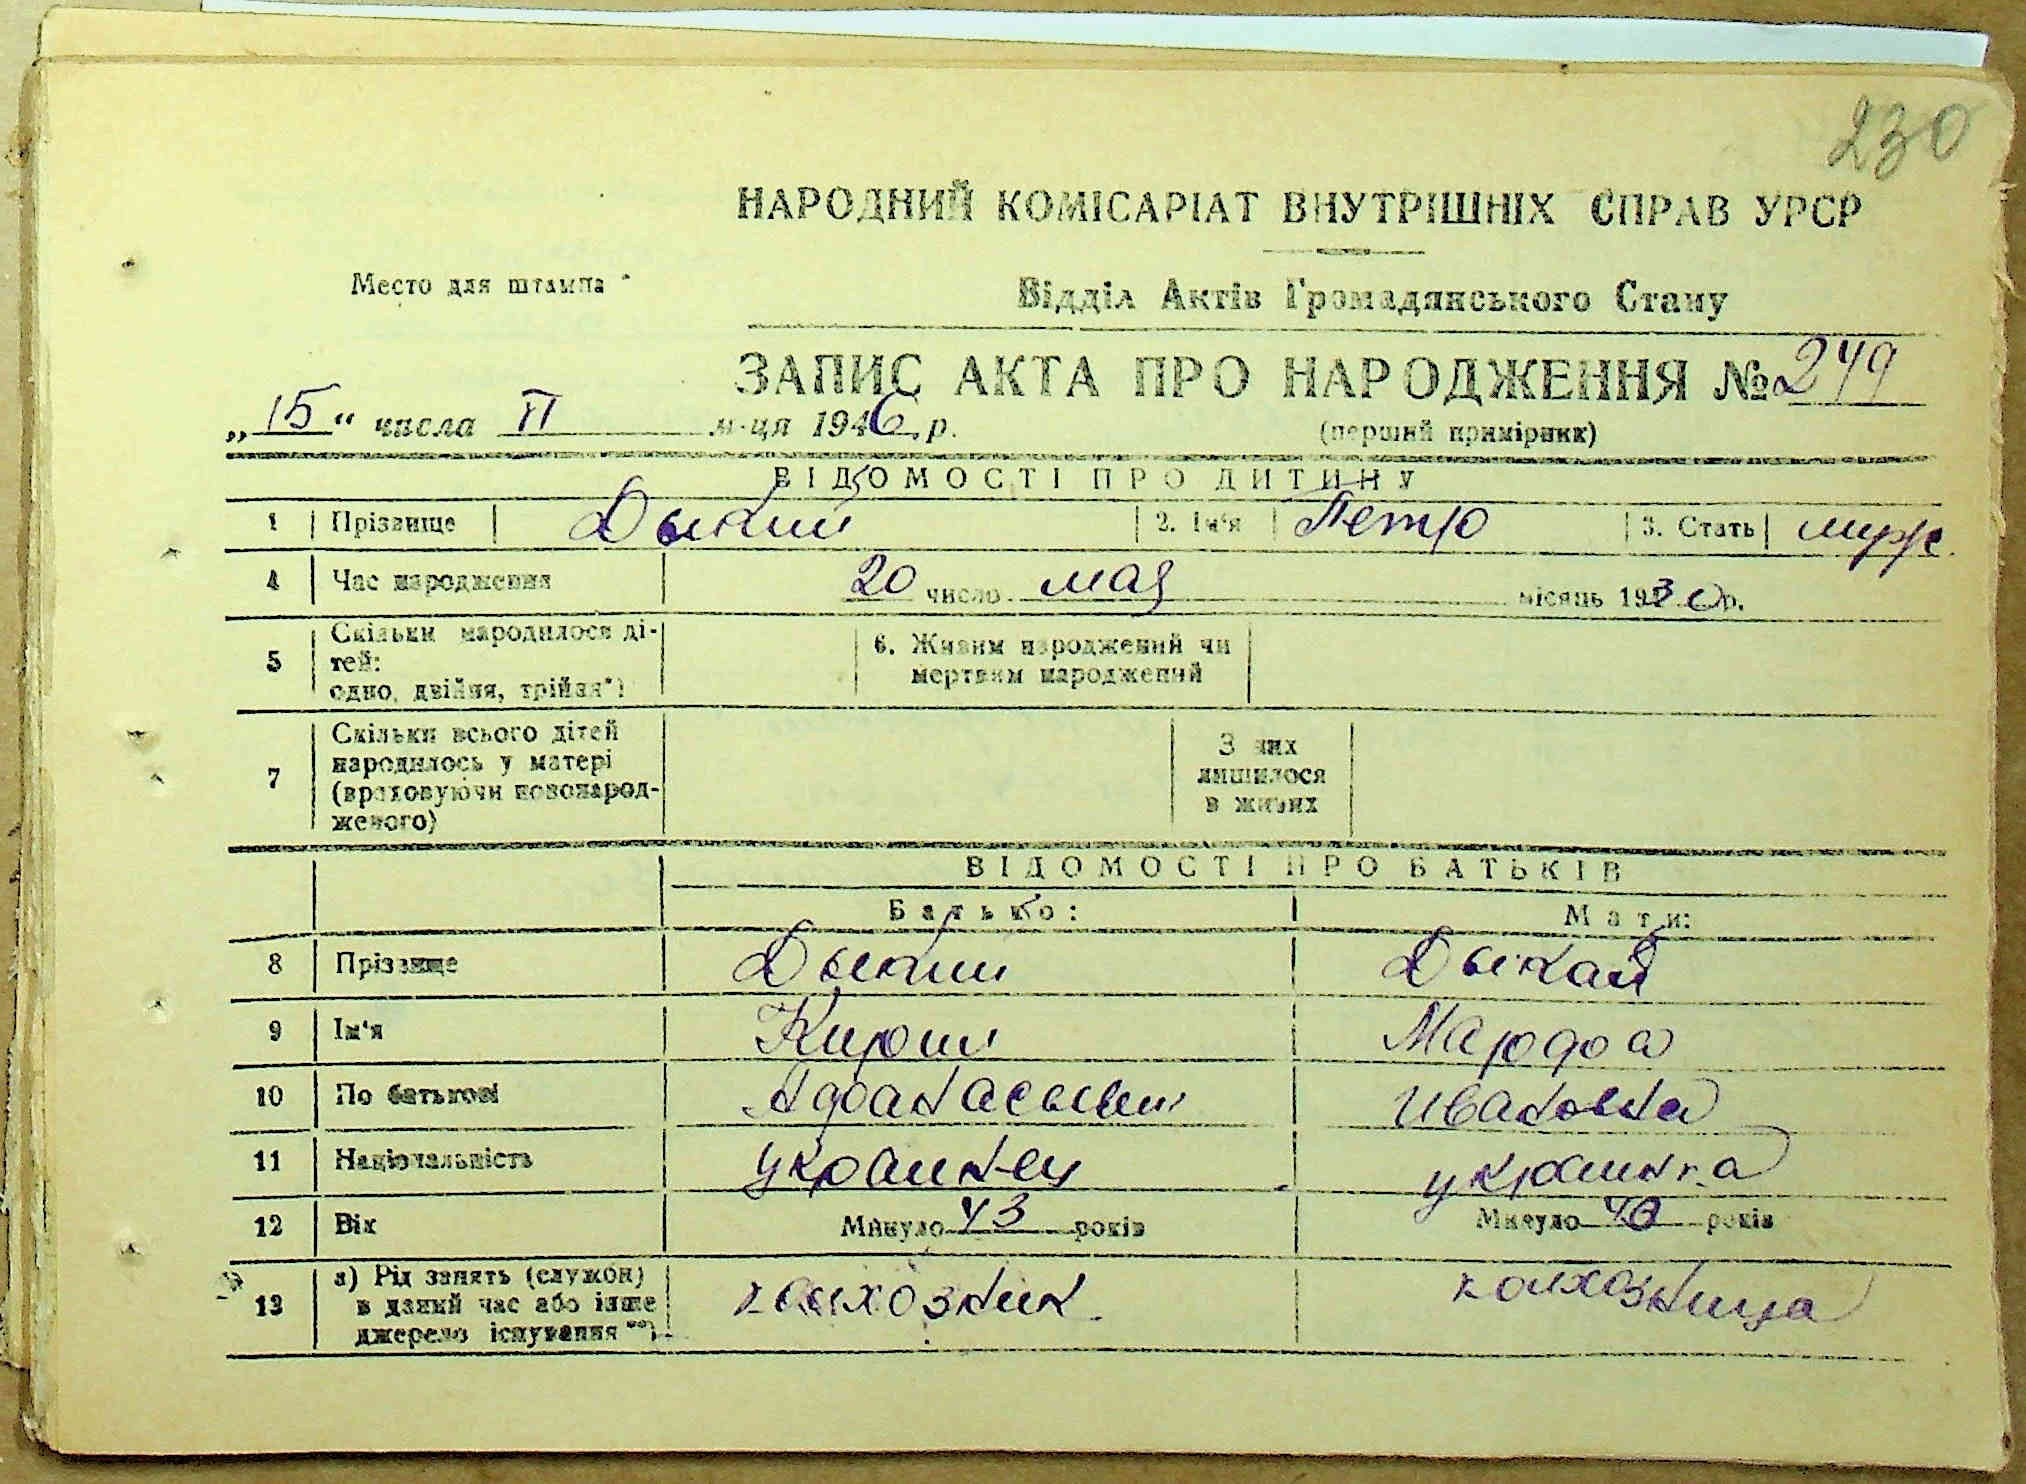 230
НАРОДНИЙ КОМІСАРІАТ ВНУТРІШНІХ СПРАВ УРСР
Место для штампа
Відділ Актів Громадянського Стану
ЗАПИС АКТА ПРО НАРОДЖЕННЯ № 249
„15“ числа VI м-ця 1946 р.
(перший примірник)
ВІДОМОСТІ ПРО ДИТИНУ
1 Прізвище Дыкий 2. Ім'я Петро 3. Стать муж.
4 Час народження 20 число мая місяць 1930 р.
5 Скільки народилося дітей: одно, двійня, трійня*) 6. Живим народжений чи мертвим народжений
7 Скільки всього дітей народилось у матері (враховуючи новонародженого) З них лишилося в живих
ВІДОМОСТІ ПРО БАТЬКІВ
Батько: Мати:
8 Прізвище Дыкий Дыкая
9 Ім'я Кирил Марфа
10 По батькові Афанасьевич Ивановна
11 Національність украинец украинка
12 Вік Минуло 43 років Минуло 40 років
13 а) Рід занять (служби) в даний час або інше джерело існування **) колхозник колхозница